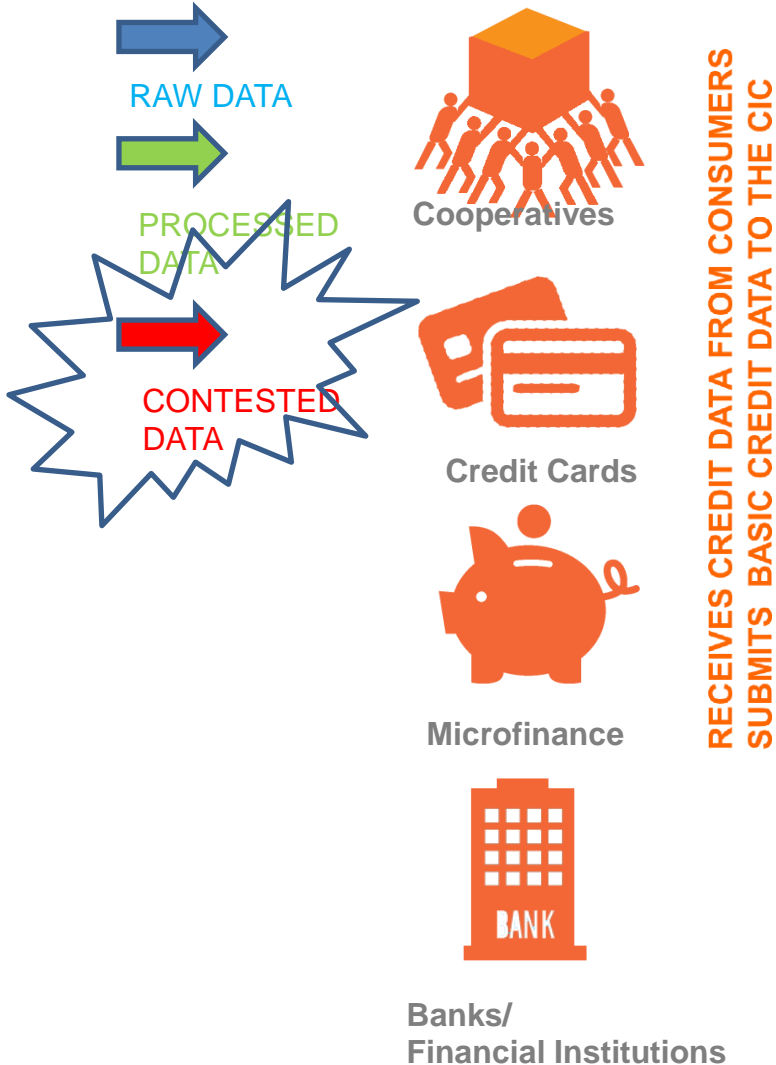 RAW DATA
PROCESSED
DATA
CONTESTED
DATA
Cooperatives
Credit Cards
Microfinance
BANK
Banks/
Financial Institutions
RECEIVES CREDIT DATA FROM CONSUMERS
SUBMITS BASIC CREDIT DATA TO THE CIC